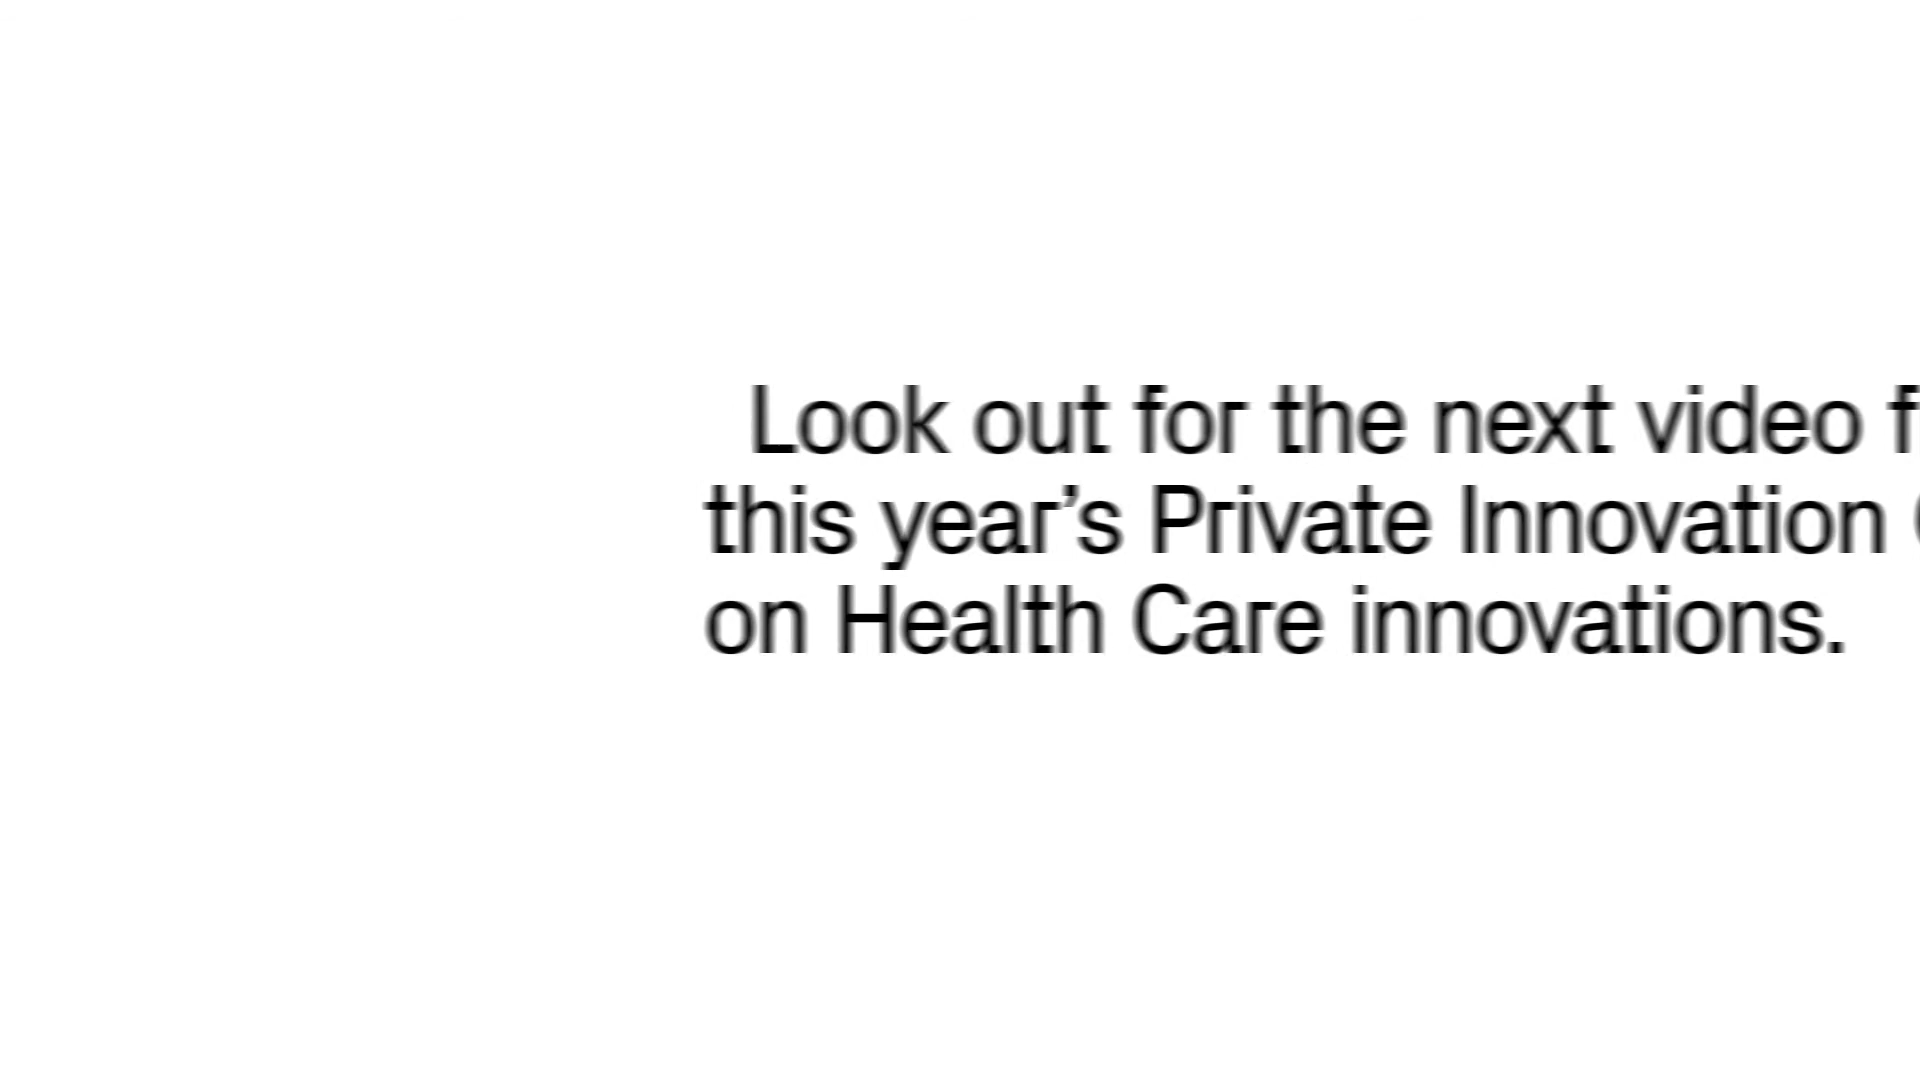 Look out for the next video
this year’s Private Innovation
on Health Care innovations.